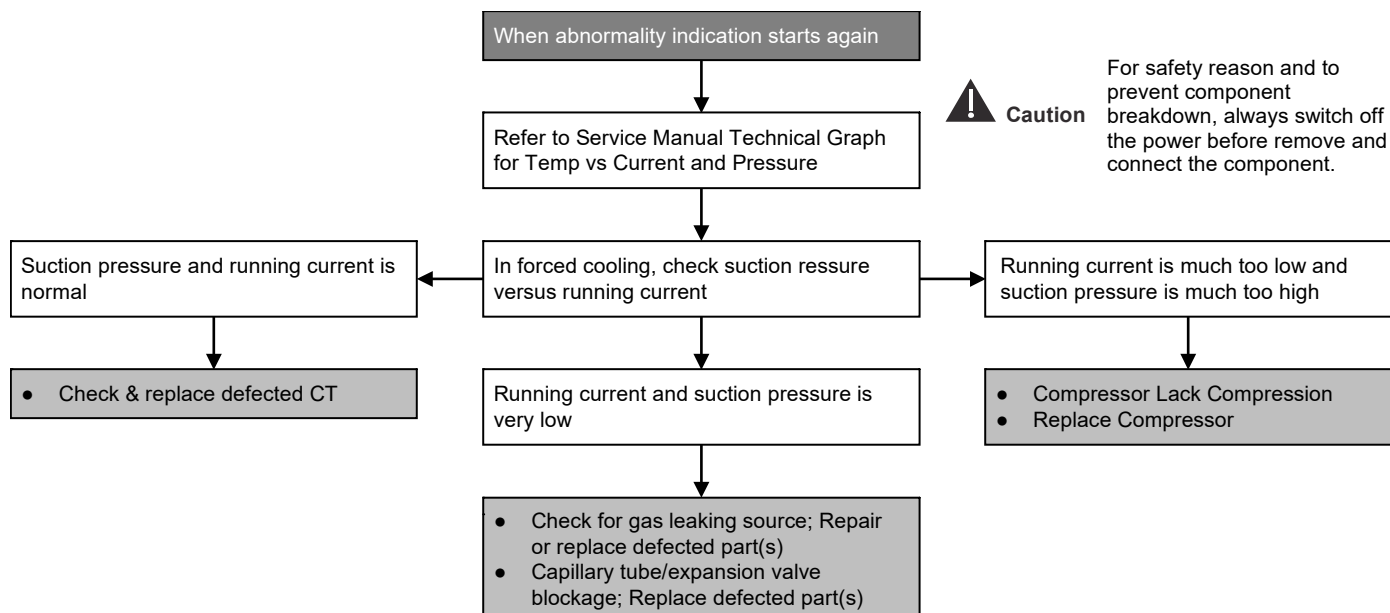 When abnormality indication starts again
Caution
For safety reason and to
prevent component
breakdown, always switch off
the power before remove and
connect the component.
Refer to Service Manual Technical Graph
for Temp vs Current and Pressure
Suction pressure and running current is
normal
In forced cooling, check suction ressure
versus running current
Running current is much too low and
suction pressure is much too high
● Check & replace defected CT
Running current and suction pressure is
very low
● Compressor Lack Compression
● Replace Compressor
● Check for gas leaking source; Repair
or replace defected part(s)
● Capillary tube/expansion valve
blockage; Replace defected part(s)